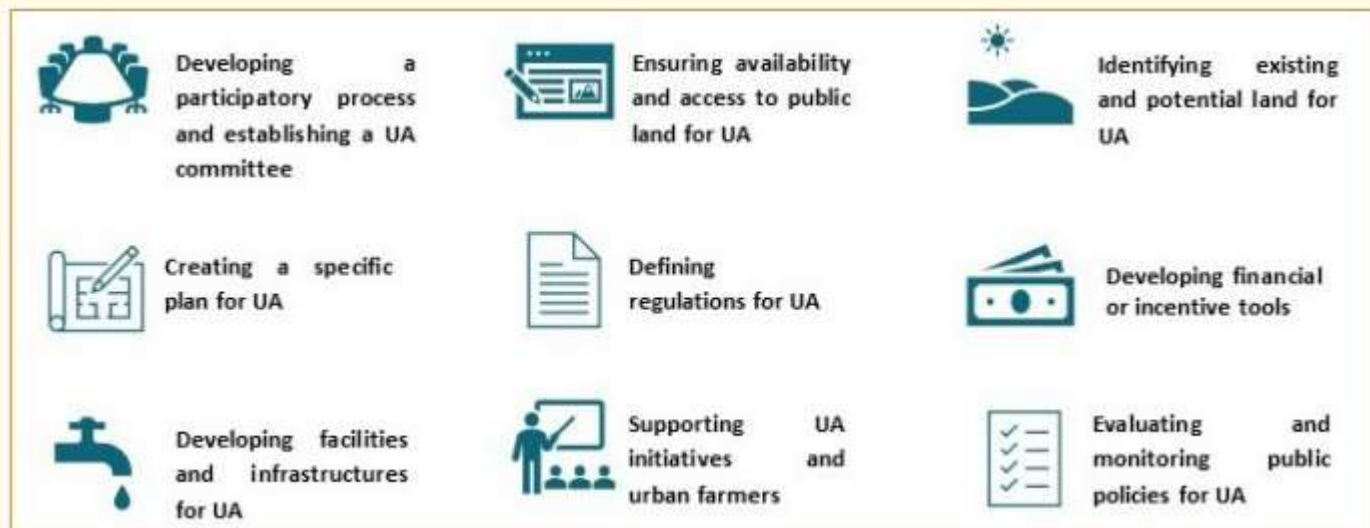 Developing a
participatory process
and establishing a UA
committee
Ensuring availability
and access to public
land for UA
Identifying existing
and potential land for
UA
Creating a specific
plan for UA
Defining
regulations for UA
Developing financial
or incentive tools
Developing facilities
and infrastructures
for UA
Supporting UA
initiatives and
urban farmers
Evaluating and
monitoring public
policies for UA